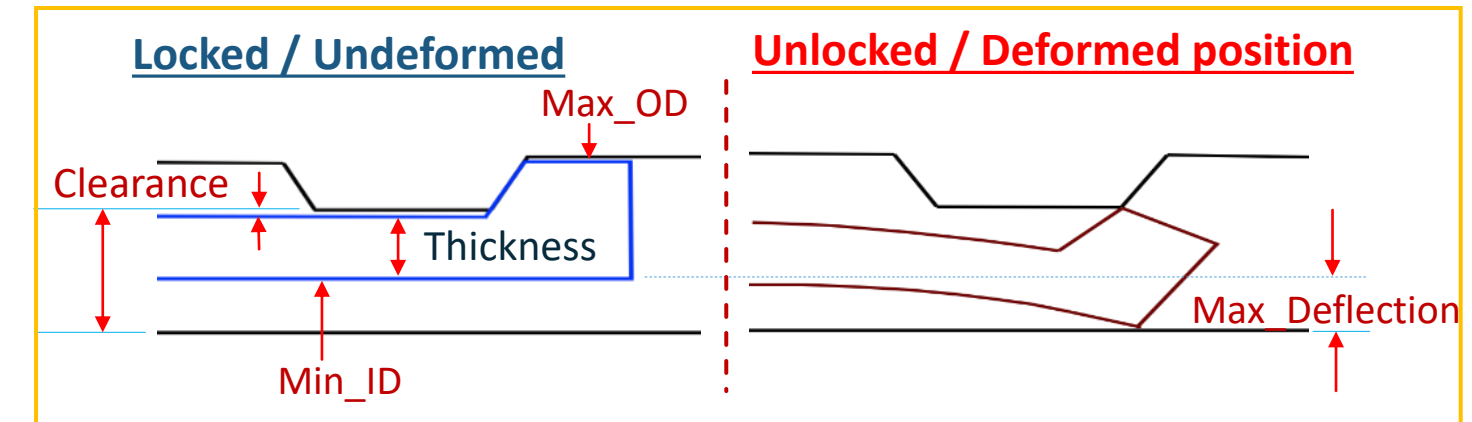 Locked / Undeformed
Unlocked / Deformed position
Max_OD
Clearance
Thickness
Max_Deflection
Min_ID